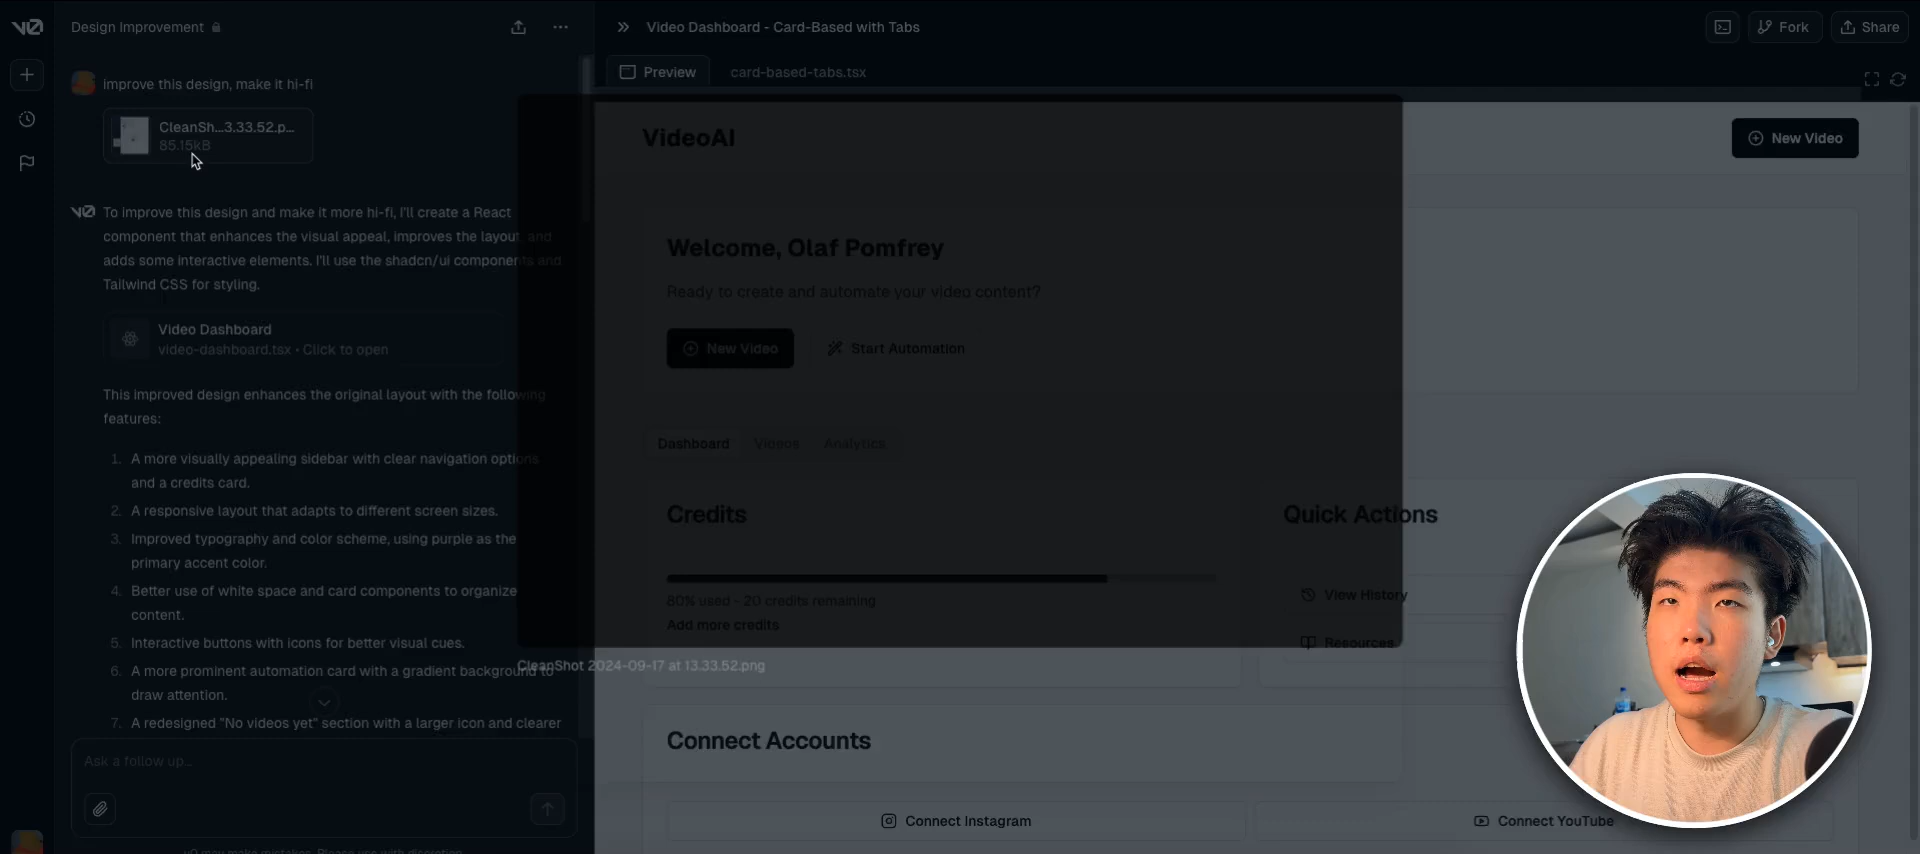 v0
Design Improvement
improve this design, make it hi-fi
CleanSh...3.33.52.p...
85.15kB
v0
To improve this design and make it more hi-fi, I'll create a React
component that enhances the visual appeal, improves the layout, and
adds some interactive elements. I'll use the shadcn/ui components and
Tailwind CSS for styling.
Video Dashboard
video-dashboard.tsx • Click to open
This improved design enhances the original layout with the following
features:
1. A more visually appealing sidebar with clear navigation options
and a credits card.
2. A responsive layout that adapts to different screen sizes.
3. Improved typography and color scheme, using purple as the
primary accent color.
4. Better use of white space and card components to organize
content.
5. Interactive buttons with icons for better visual cues.
6. A more prominent automation card with a gradient background to
draw attention.
7. A redesigned "No videos yet" section with a larger icon and clearer
Ask a follow up...
v0 may make mistakes. Please use with discretion.
Video Dashboard - Card-Based with Tabs
Fork
Share
Preview
card-based-tabs.tsx
VideoAI
New Video
Welcome, Olaf Pomfrey
Ready to create and automate your video content?
New Video
Start Automation
Dashboard
Videos
Analytics
Credits
80% used - 20 credits remaining
Add more credits
Quick Actions
View History
Resources
CleanShot 2024-09-17 at 13.33.52.png
Connect Accounts
Connect Instagram
Connect YouTube